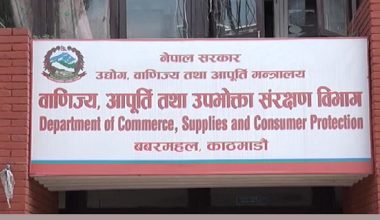 नेपाल सरकार
उद्योग, वाणिज्य तथा आपूर्ति मन्त्रालय
वाणिज्य, आपूर्ति तथा उपभोक्ता संरक्षण विभाग
Department of Commerce, Supplies and Consumer Protection
बबरमहल, काठमाडौं